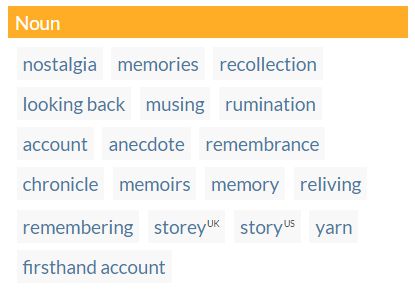 Noun
nostalgia memories recollection
looking back musing rumination
account anecdote remembrance
chronicle memoirs memory reliving
remembering storeyUK storyUS yarn
firsthand account